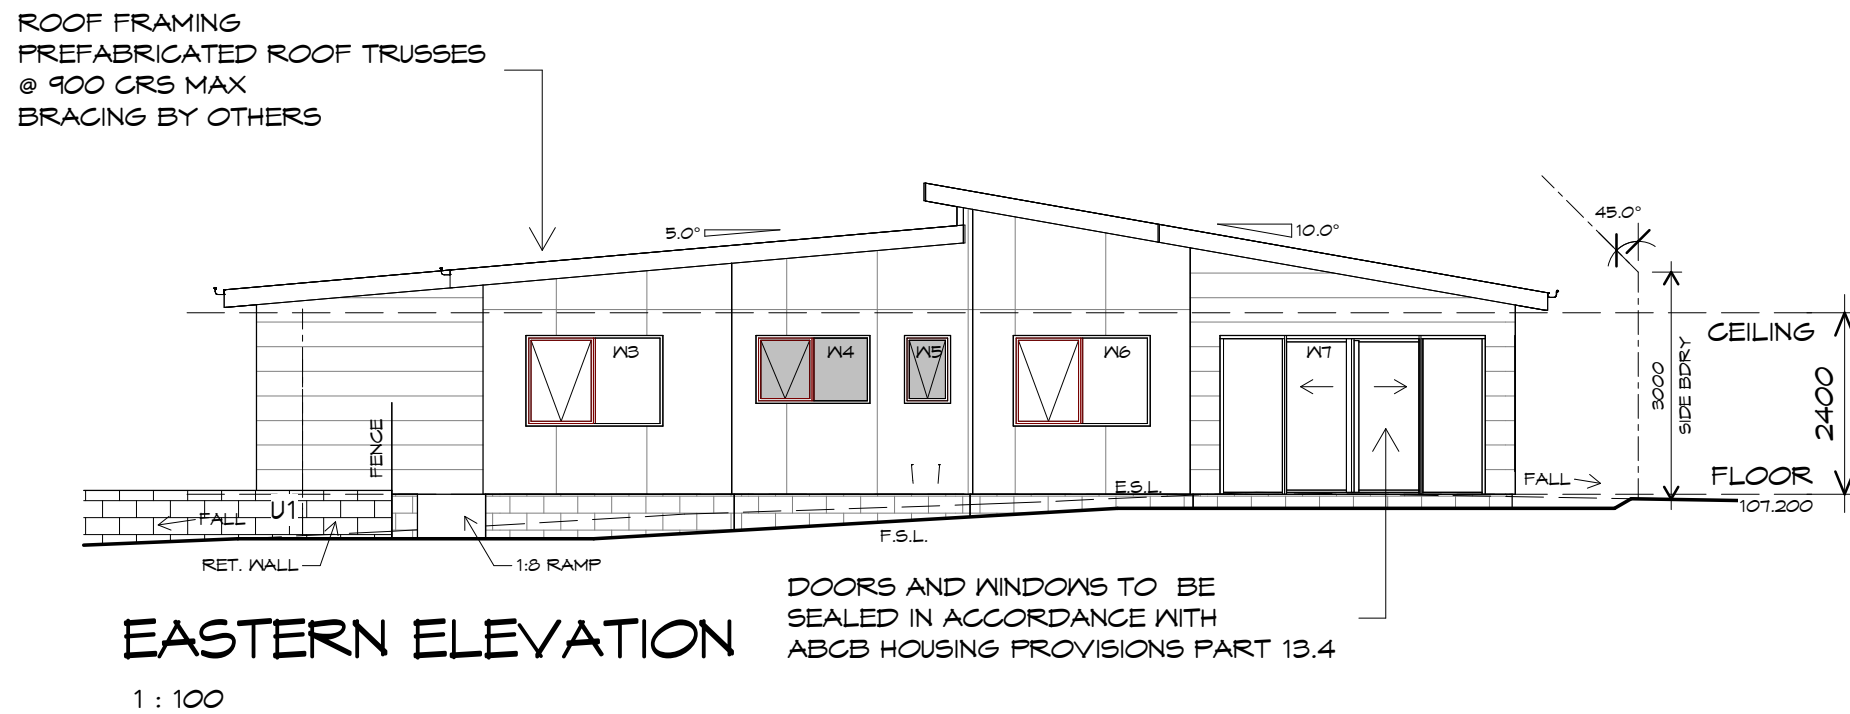 ROOF FRAMING
PREFABRICATED ROOF TRUSSES
@ 900 CRS MAX
BRACING BY OTHERS
5.0°
10.0°
45.0°
W3
W4
W5
W6
W7
CEILING
3000
SIDE BDRY
2400
FENCE
FALL
U1
E.S.L.
FALL
FLOOR
107.200
F.S.L.
RET. WALL
1:8 RAMP
DOORS AND WINDOWS TO BE
SEALED IN ACCORDANCE WITH
ABCB HOUSING PROVISIONS PART 13.4
EASTERN ELEVATION
1 : 100